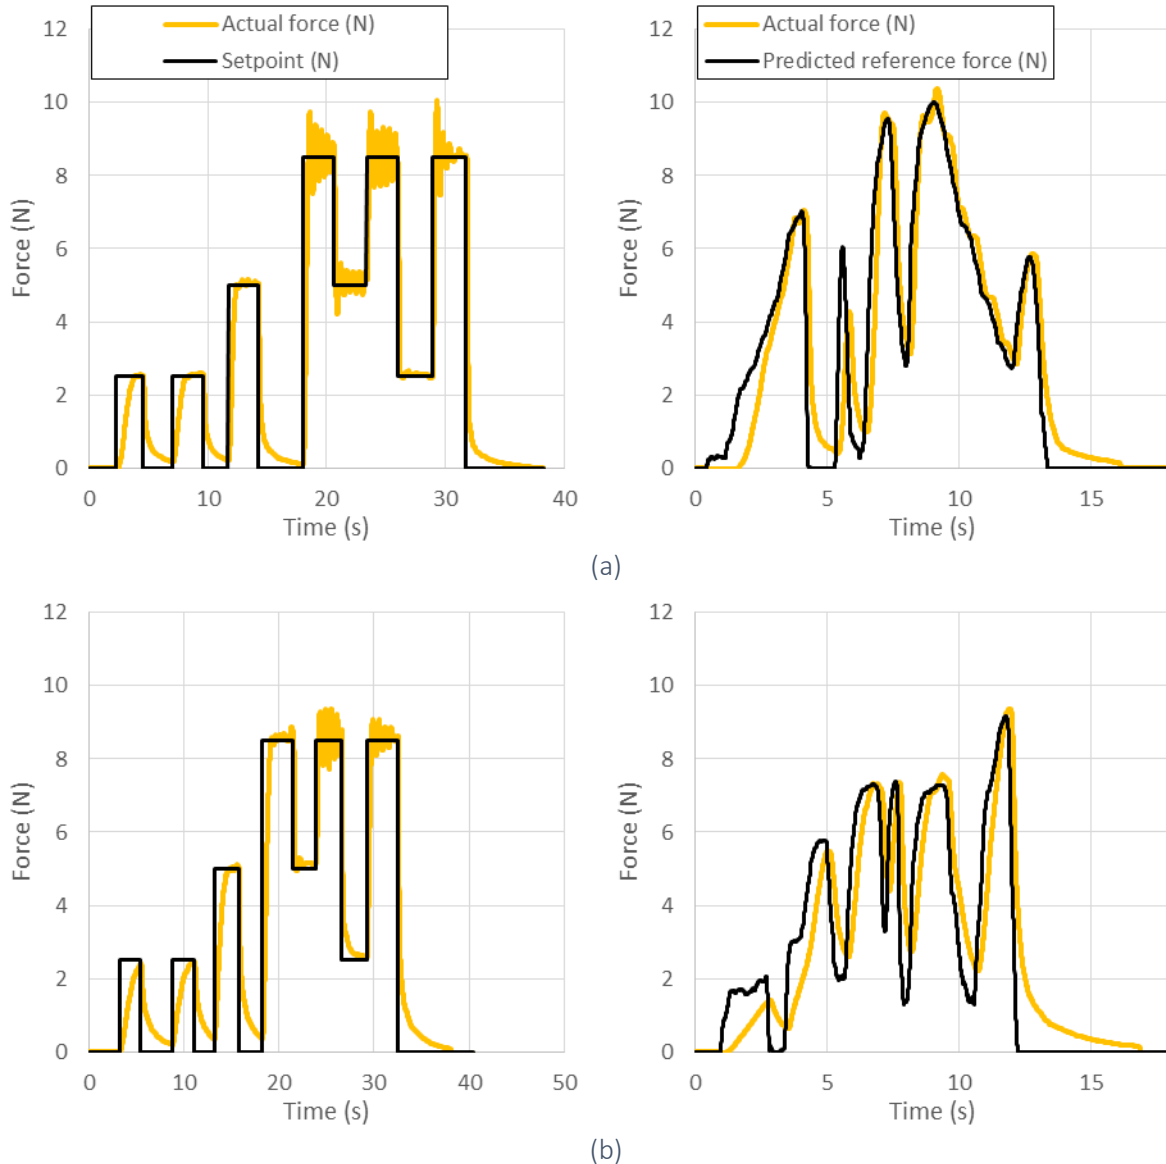 Actual force (N)
Setpoint (N)
12
10
8
6
4
2
0
Force (N)
0 10 20 30 40
Time (s)
Actual force (N)
Predicted reference force (N)
12
10
8
6
4
2
0
Force (N)
0 5 10 15
Time (s)
(a)
12
10
8
6
4
2
0
Force (N)
0 10 20 30 40 50
Time (s)
12
10
8
6
4
2
0
Force (N)
0 5 10 15
Time (s)
(b)